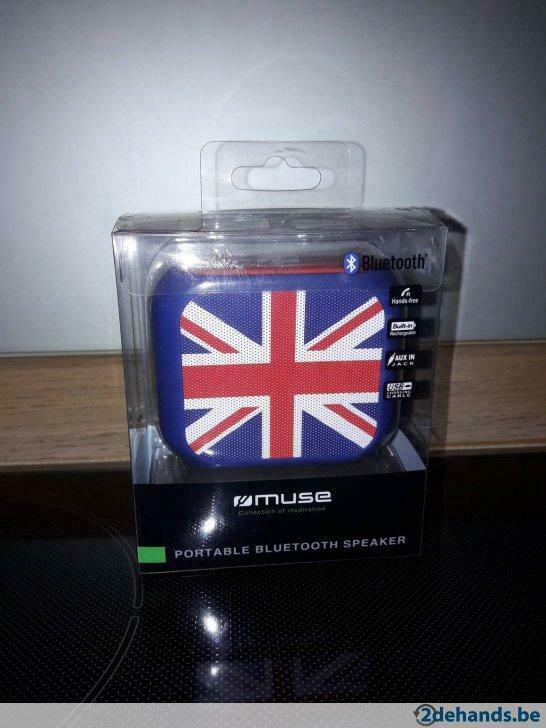 Bluetooth®
Hands-free
Built-in
Rechargeable
AUX IN
JACK
USB
CHARGING
CABLE
muse
Collection of inspiration
PORTABLE BLUETOOTH SPEAKER
2dehands.be